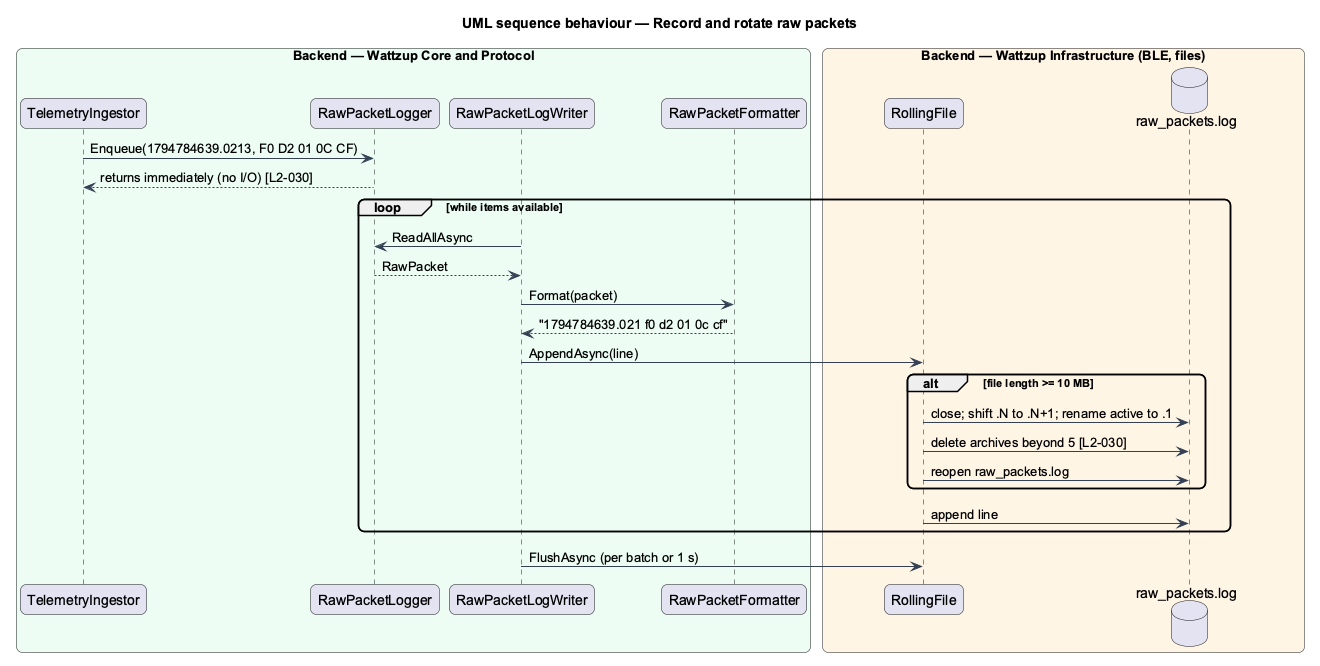 UML sequence behaviour — Record and rotate raw packets
Backend — Wattzup Core and Protocol
Backend — Wattzup Infrastructure (BLE, files)
TelemetryIngestor
RawPacketLogger
RawPacketLogWriter
RawPacketFormatter
RollingFile
raw_packets.log
Enqueue(1794784639.0213, F0 D2 01 0C CF)
returns immediately (no I/O) [L2-030]
loop
[while items available]
ReadAllAsync
RawPacket
Format(packet)
"1794784639.021 f0 d2 01 0c cf"
AppendAsync(line)
alt
[file length >= 10 MB]
close; shift .N to .N+1; rename active to .1
delete archives beyond 5 [L2-030]
reopen raw_packets.log
append line
FlushAsync (per batch or 1 s)
TelemetryIngestor
RawPacketLogger
RawPacketLogWriter
RawPacketFormatter
RollingFile
raw_packets.log